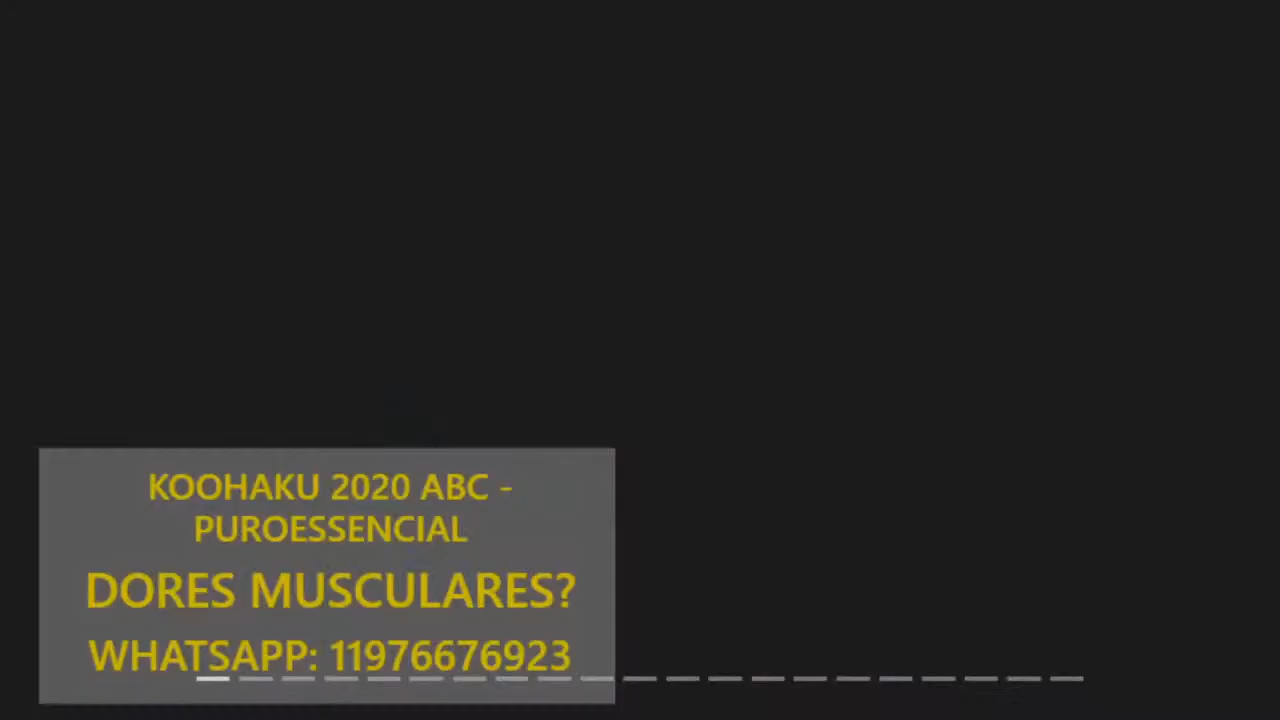 KOOHAKU 2020 ABC -
PUROESSENCIAL
DORES MUSCULARES?
WHATSAPP: 11976676923